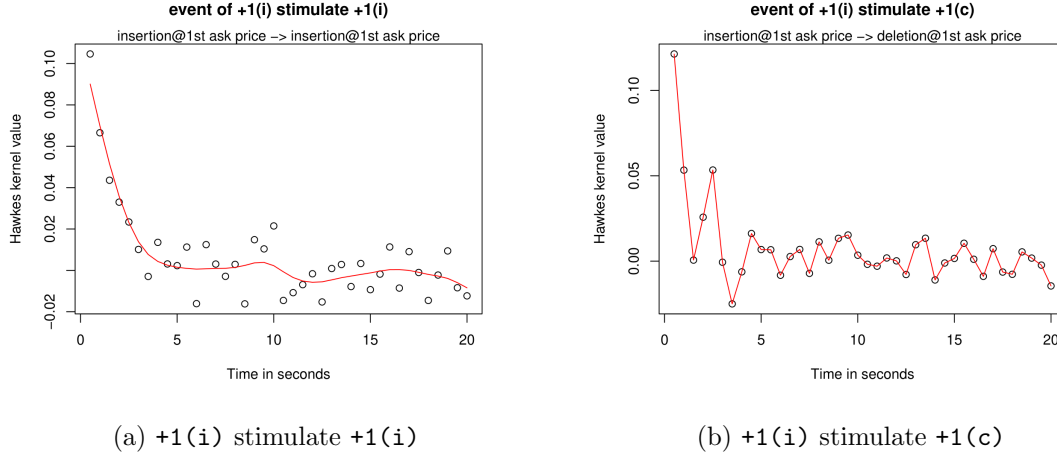 event of +1(i) stimulate +1(i)
insertion@1st ask price −> insertion@1st ask price
Hawkes kernel value
0.10
0.08
0.06
0.04
0.02
−0.02
0 5 10 15 20
Time in seconds
(a) +1(i) stimulate +1(i)
event of +1(i) stimulate +1(c)
insertion@1st ask price −> deletion@1st ask price
Hawkes kernel value
0.10
0.05
0.00
0 5 10 15 20
Time in seconds
(b) +1(i) stimulate +1(c)